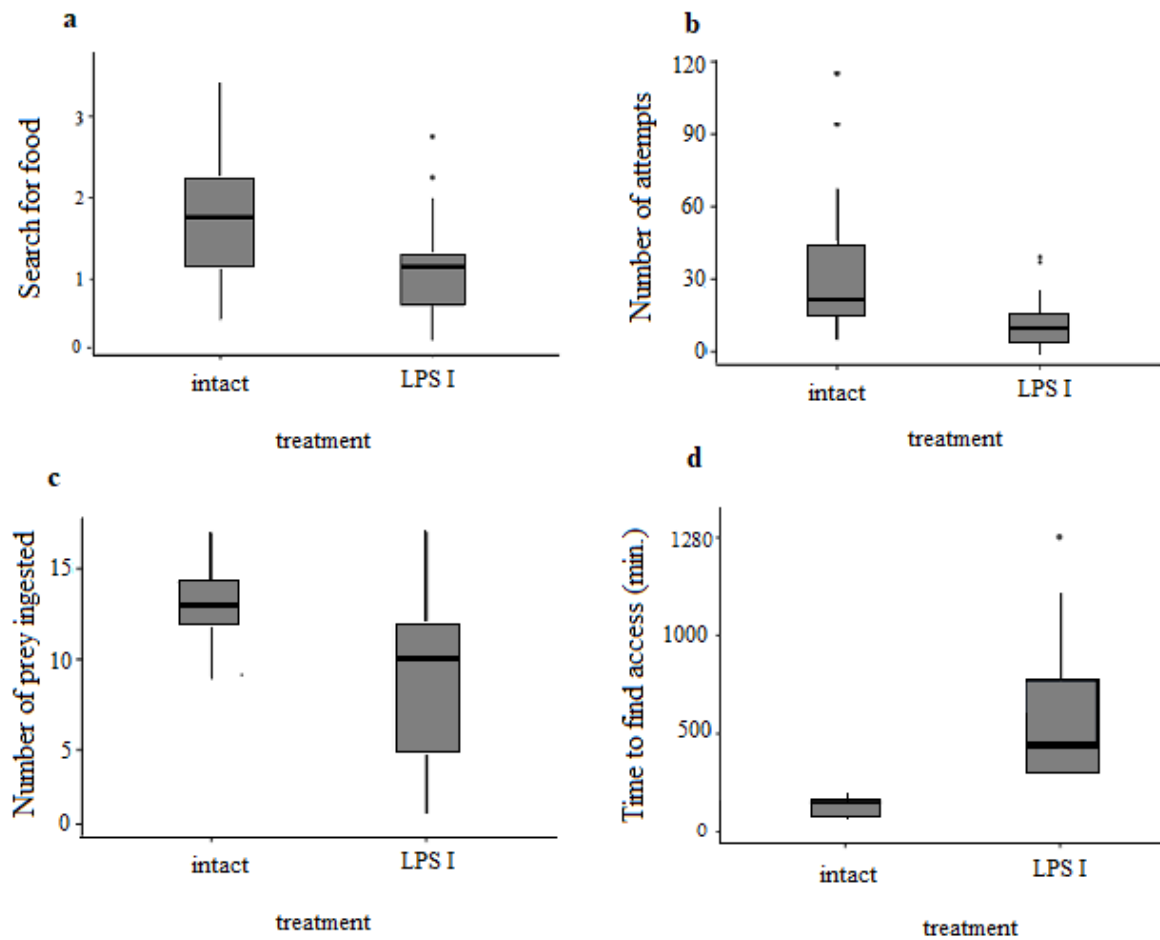 a
Search for food
3
2
1
0
intact
LPS I
treatment
b
Number of attempts
120
90
60
30
0
intact
LPS I
treatment
c
Number of prey ingested
15
10
5
0
intact
LPS I
treatment
d
Time to find access (min.)
1280
1000
500
0
intact
LPS I
treatment